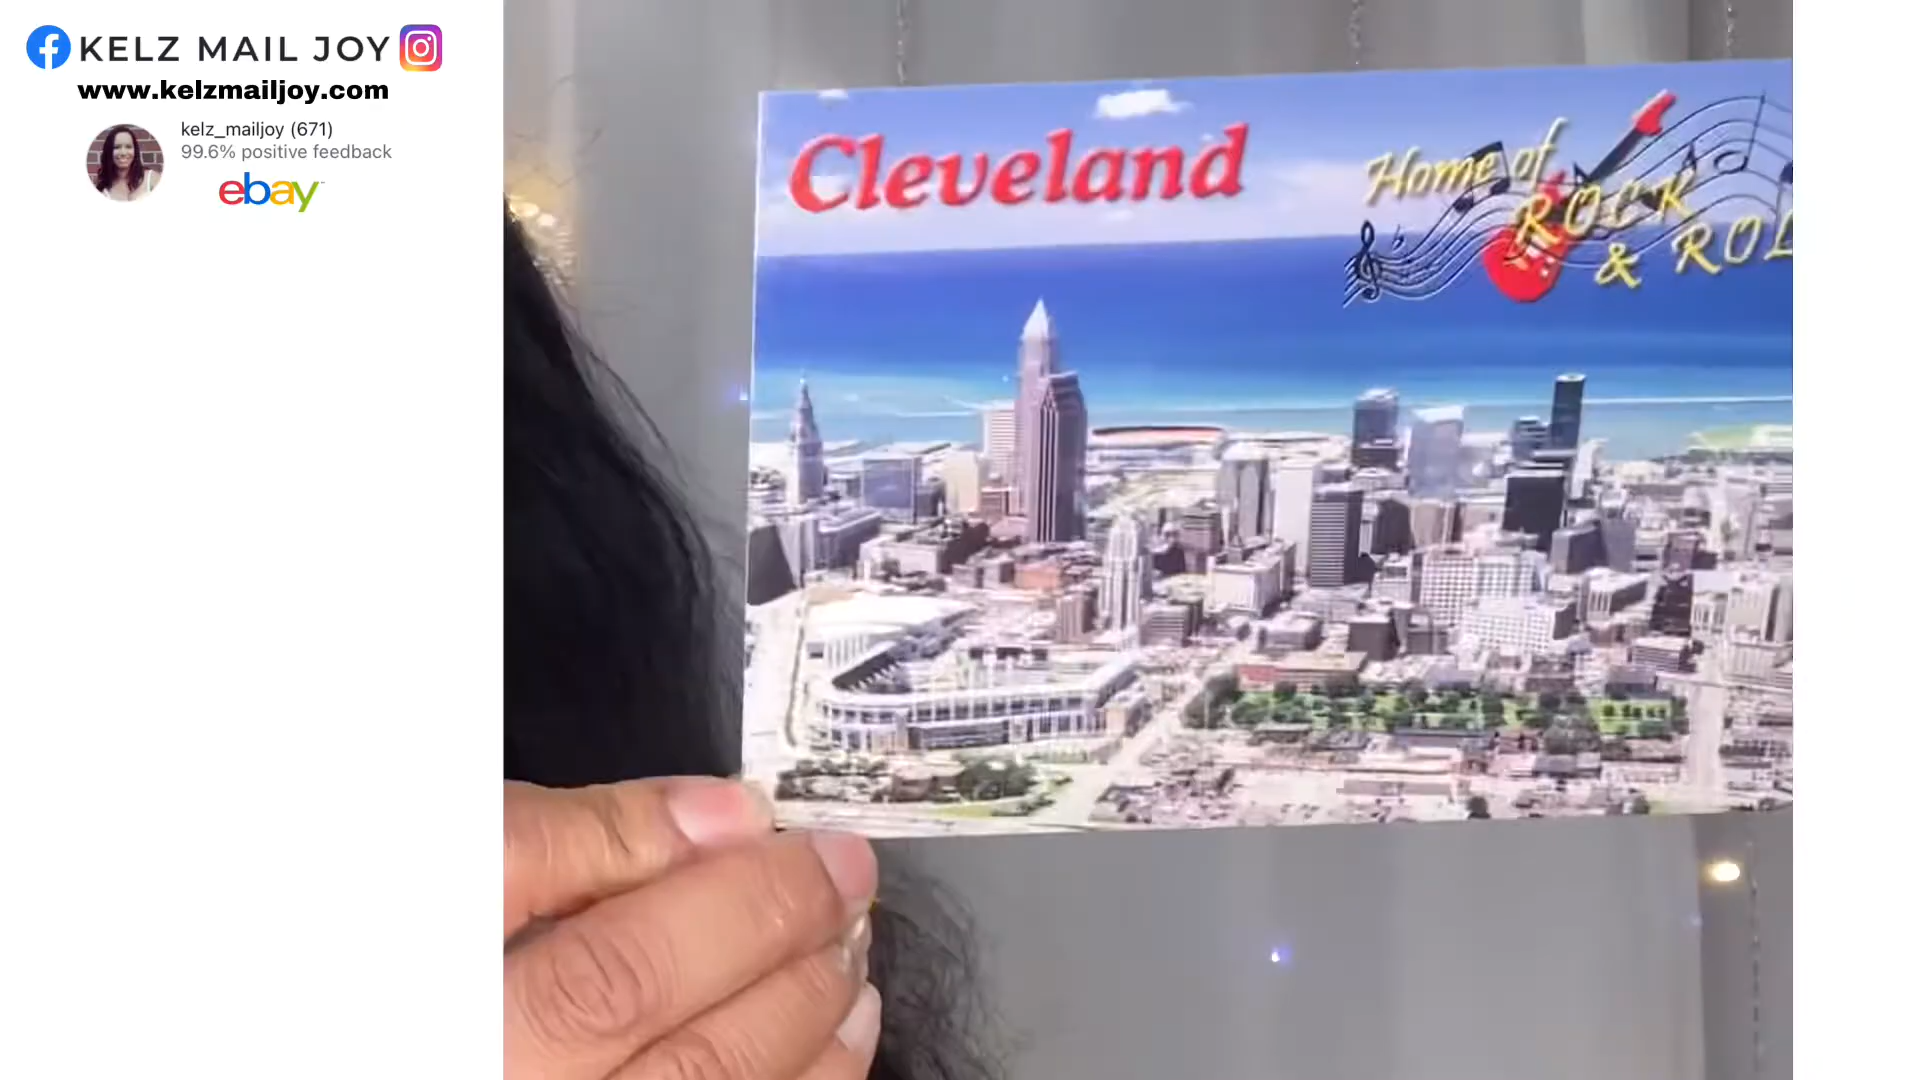 KELZ MAIL JOY
www.kelzmailjoy.com
kelz_mailjoy (671)
99.6% positive feedback
ebay
Cleveland
Home of
ROCK
& ROL